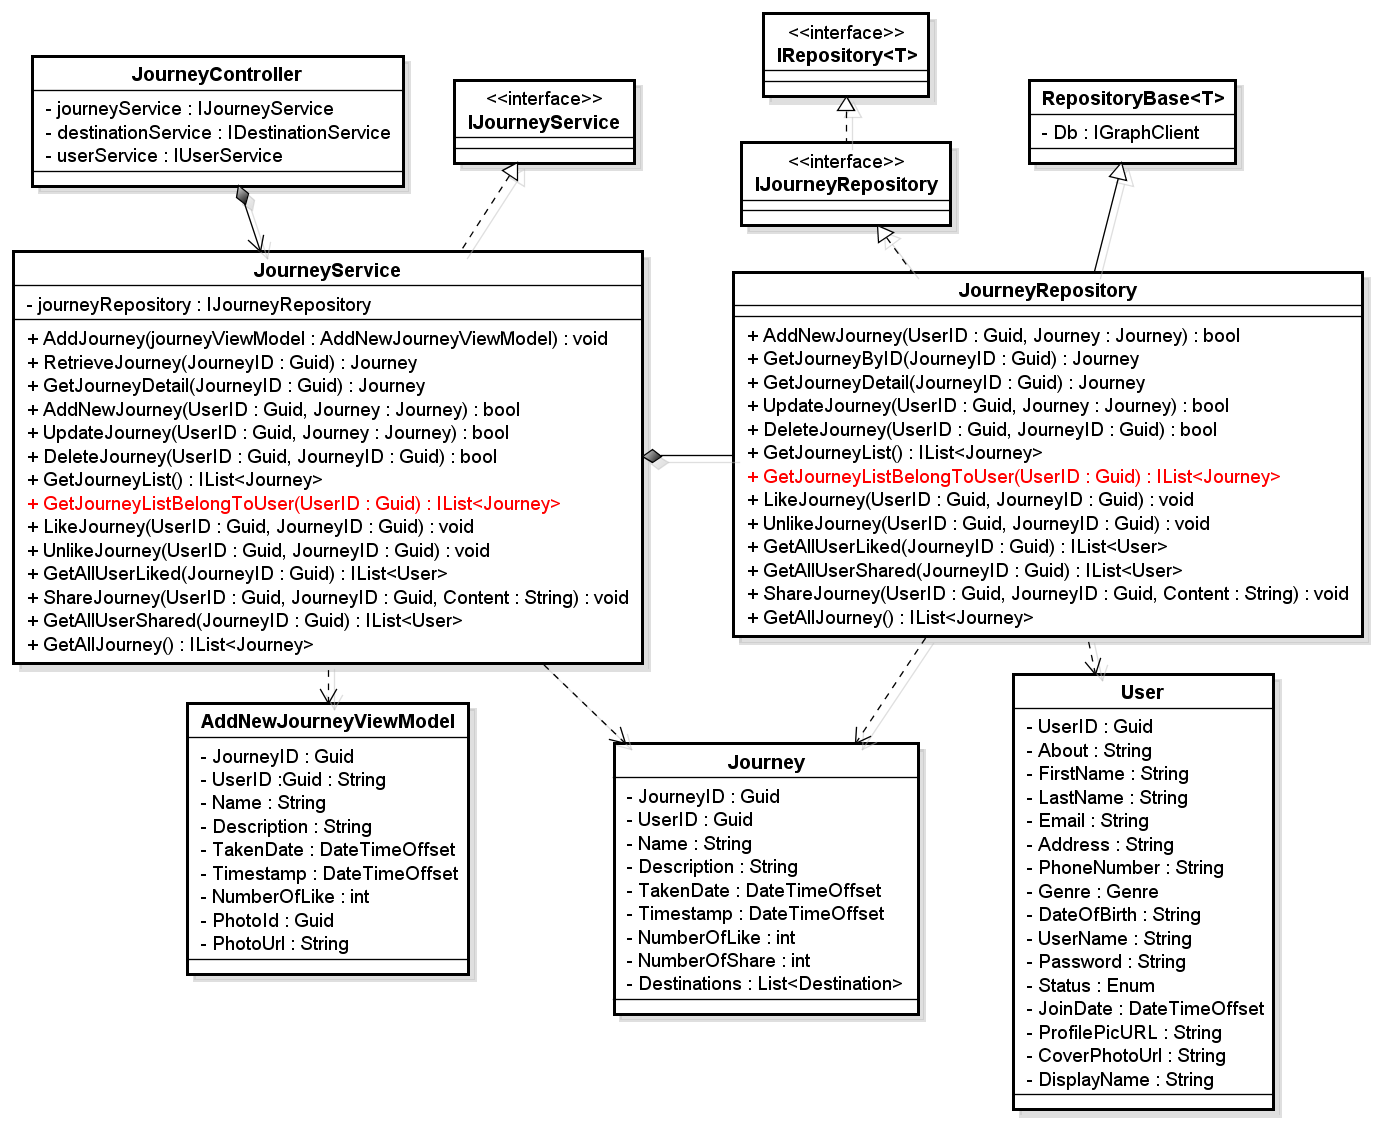 JourneyController
- journeyService : IJourneyService
- destinationService : IDestinationService
- userService : IUserService
<<interface>>
IJourneyService
<<interface>>
IRepository<T>
<<interface>>
IJourneyRepository
RepositoryBase<T>
- Db : IGraphClient
JourneyService
- journeyRepository : IJourneyRepository
+ AddJourney(journeyViewModel : AddNewJourneyViewModel) : void
+ RetrieveJourney(JourneyID : Guid) : Journey
+ GetJourneyDetail(JourneyID : Guid) : Journey
+ AddNewJourney(UserID : Guid, Journey : Journey) : bool
+ UpdateJourney(UserID : Guid, Journey : Journey) : bool
+ DeleteJourney(UserID : Guid, JourneyID : Guid) : bool
+ GetJourneyList() : IList<Journey>
+ GetJourneyListBelongToUser(UserID : Guid) : IList<Journey>
+ LikeJourney(UserID : Guid, JourneyID : Guid) : void
+ UnlikeJourney(UserID : Guid, JourneyID : Guid) : void
+ GetAllUserLiked(JourneyID : Guid) : IList<User>
+ ShareJourney(UserID : Guid, JourneyID : Guid, Content : String) : void
+ GetAllUserShared(JourneyID : Guid) : IList<User>
+ GetAllJourney() : IList<Journey>
JourneyRepository
+ AddNewJourney(UserID : Guid, Journey : Journey) : bool
+ GetJourneyByID(JourneyID : Guid) : Journey
+ GetJourneyDetail(JourneyID : Guid) : Journey
+ UpdateJourney(UserID : Guid, Journey : Journey) : bool
+ DeleteJourney(UserID : Guid, JourneyID : Guid) : bool
+ GetJourneyList() : IList<Journey>
+ GetJourneyListBelongToUser(UserID : Guid) : IList<Journey>
+ LikeJourney(UserID : Guid, JourneyID : Guid) : void
+ UnlikeJourney(UserID : Guid, JourneyID : Guid) : void
+ GetAllUserLiked(JourneyID : Guid) : IList<User>
+ GetAllUserShared(JourneyID : Guid) : IList<User>
+ ShareJourney(UserID : Guid, JourneyID : Guid, Content : String) : void
+ GetAllJourney() : IList<Journey>
AddNewJourneyViewModel
- JourneyID : Guid
- UserID :Guid : String
- Name : String
- Description : String
- TakenDate : DateTimeOffset
- Timestamp : DateTimeOffset
- NumberOfLike : int
- PhotoId : Guid
- PhotoUrl : String
Journey
- JourneyID : Guid
- UserID : Guid
- Name : String
- Description : String
- TakenDate : DateTimeOffset
- Timestamp : DateTimeOffset
- NumberOfLike : int
- NumberOfShare : int
- Destinations : List<Destination>
User
- UserID : Guid
- About : String
- FirstName : String
- LastName : String
- Email : String
- Address : String
- PhoneNumber : String
- Genre : Genre
- DateOfBirth : String
- UserName : String
- Password : String
- Status : Enum
- JoinDate : DateTimeOffset
- ProfilePicURL : String
- CoverPhotoUrl : String
- DisplayName : String